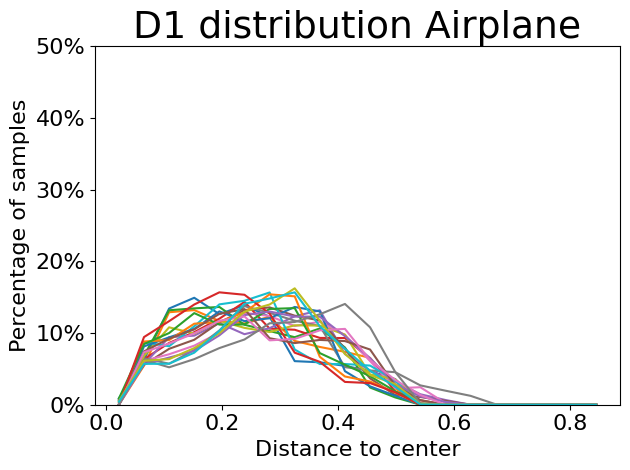 D1 distribution Airplane
50%
40%
30%
20%
10%
0%
Percentage of samples
0.0 0.2 0.4 0.6 0.8
Distance to center